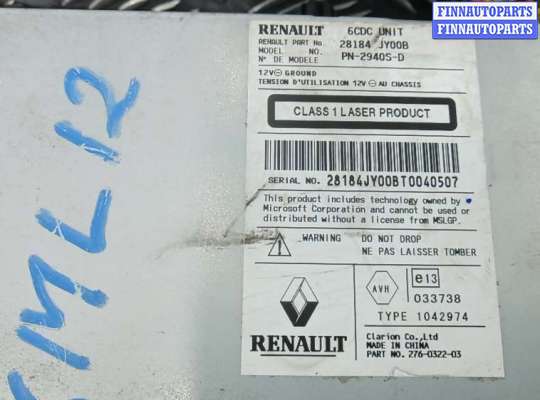 FINNAUTOPARTS
FINNAUTOPARTS
FINNAUTOPARTS
RENAULT 6CDC UNIT
RENAULT PART No. 28184 JY00B
MODEL NO. PN-2940S-D
N° DE MODELE
12V⊖ GROUND
TENSION D'UTILISATION 12V⊖ AU CHASSIS
CLASS 1 LASER PRODUCT
SERIAL NO. 28184JY00BT0040507
This product includes technology owned by
Microsoft Corporation and cannot be used or
distributed without a license from MSLGP.
WARNING DO NOT DROP
NE PAS LAISSER TOMBER
RENAULT
AVH
e13
033738
TYPE 1042974
Clarion Co.,Ltd
MADE IN CHINA
PART NO. 276-0322-03
ML12